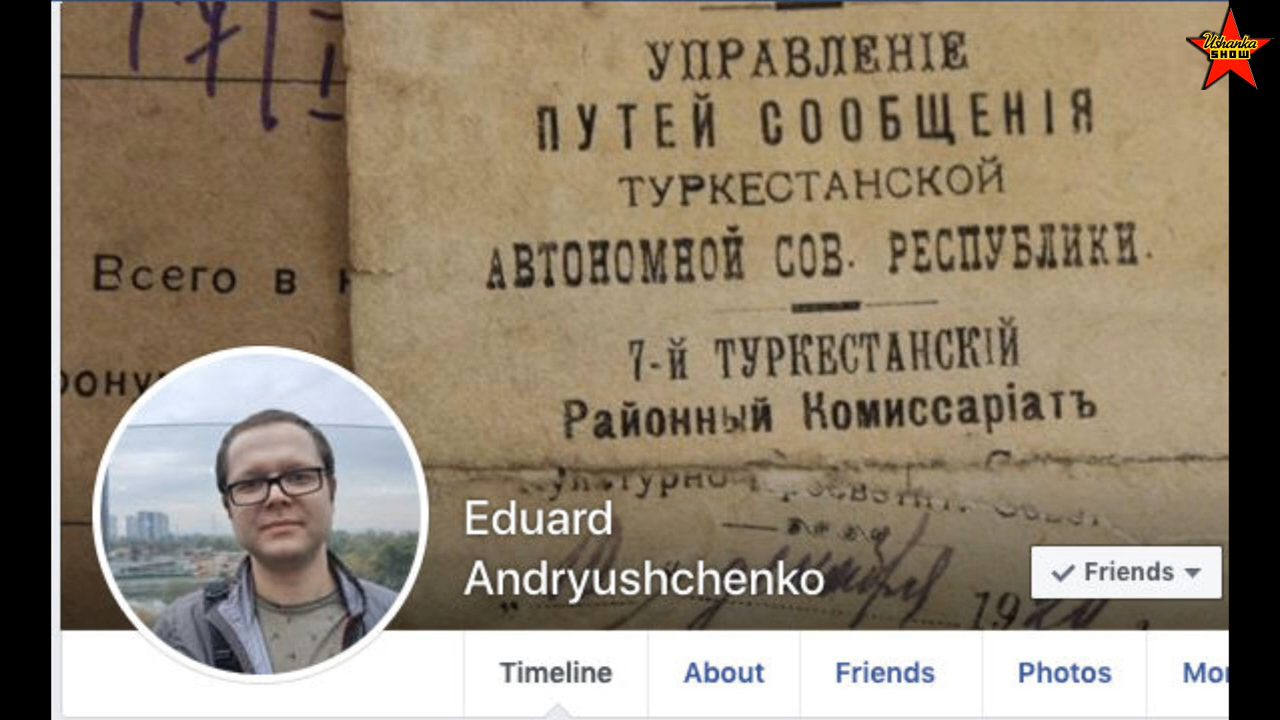 Ushanka
SHOW
17/I
УПРАВЛЕНІЕ
ПУТЕЙ СООБЩЕНІЯ
ТУРКЕСТАНСКОЙ
АВТОНОМНОЙ СОВ. РЕСПУБЛИКИ.
Всего в
7-й ТУРКЕСТАНСКІЙ
Районный Комиссаріатъ
Eduard
Andryushchenko
Friends
Timeline
About
Friends
Photos